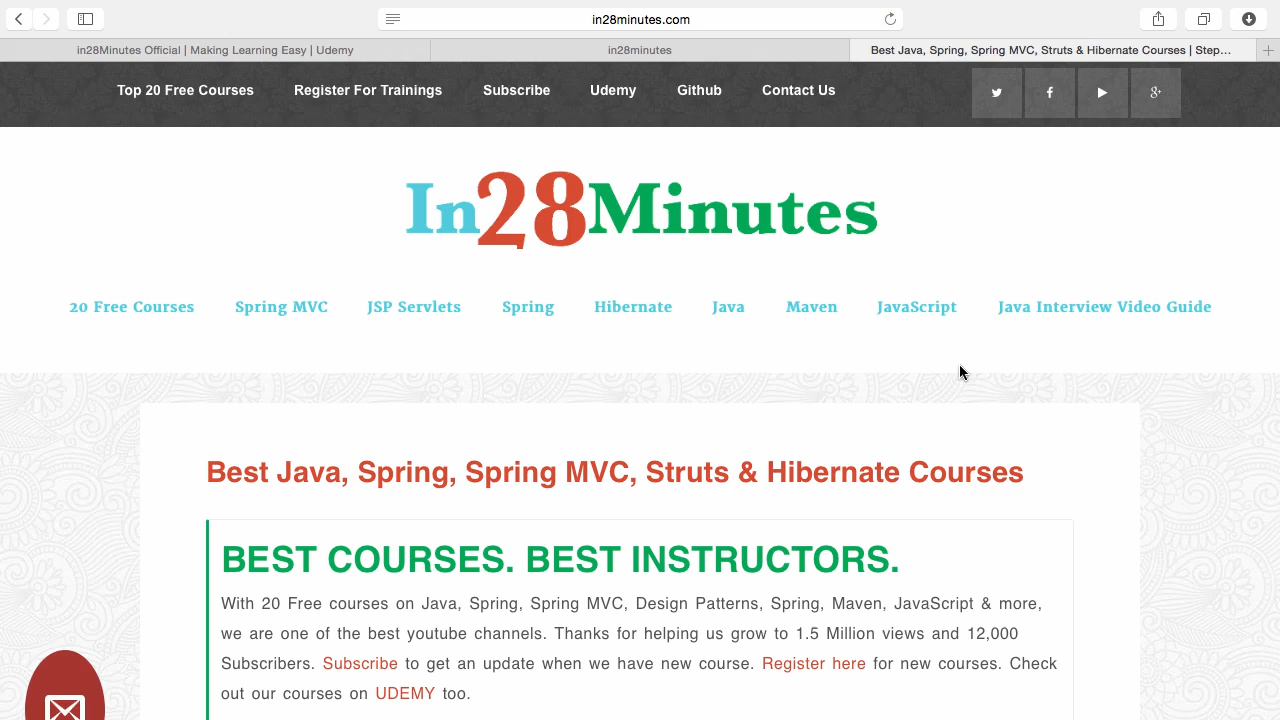 in28minutes.com
in28Minutes Official | Making Learning Easy | Udemy
in28minutes
Best Java, Spring, Spring MVC, Struts & Hibernate Courses | Step…
Top 20 Free Courses
Register For Trainings
Subscribe
Udemy
Github
Contact Us
In28Minutes
20 Free Courses
Spring MVC
JSP Servlets
Spring
Hibernate
Java
Maven
JavaScript
Java Interview Video Guide
Best Java, Spring, Spring MVC, Struts & Hibernate Courses
BEST COURSES. BEST INSTRUCTORS.
With 20 Free courses on Java, Spring, Spring MVC, Design Patterns, Spring, Maven, JavaScript & more,
we are one of the best youtube channels. Thanks for helping us grow to 1.5 Million views and 12,000
Subscribers. Subscribe to get an update when we have new course. Register here for new courses. Check
out our courses on UDEMY too.